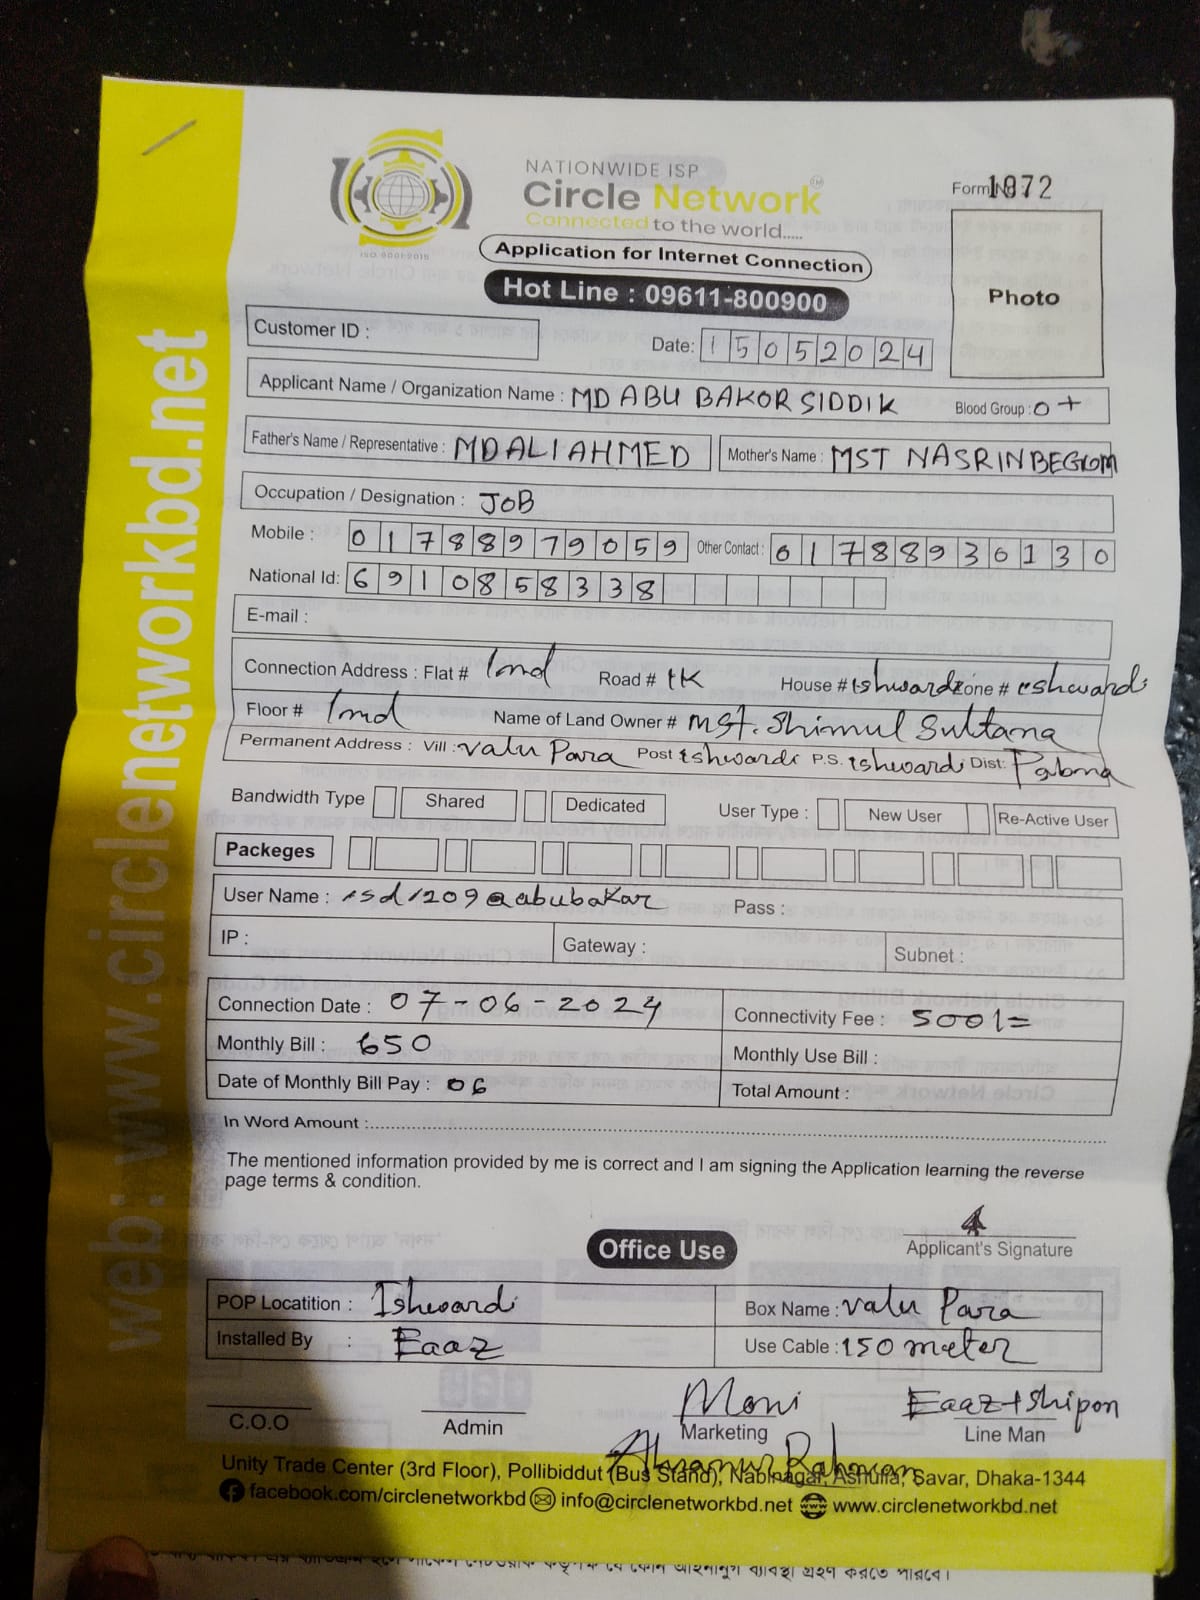 NATIONWIDE ISP
Circle Network
Connected to the world.....
ISO 9001:2015
Application for Internet Connection
Hot Line : 09611-800900
Form 1872
Photo
Customer ID :
Date: 15052024
Applicant Name / Organization Name : MD ABU BAKOR SIDDIK Blood Group : O+
Father's Name / Representative : MD ALI AHMED Mother's Name : MST NASRIN BEGOM
Occupation / Designation : JOB
Mobile : 01788979059 Other Contact : 01788930130
National Id: 6910858338
E-mail :
Connection Address : Flat # Road # House # Ishwardi Zone # eshwardi
Floor # Name of Land Owner # MST. Shimul Sultana
Permanent Address : Vill : Valu Para Post Ishwardi P.S. Ishwardi Dist: Pabna
Bandwidth Type Shared Dedicated User Type : New User Re-Active User
Packeges
User Name : isd1209@abubakar Pass :
IP : Gateway : Subnet :
Connection Date : 07-06-2024 Connectivity Fee : 500/=
Monthly Bill : 650 Monthly Use Bill :
Date of Monthly Bill Pay : 06 Total Amount :
In Word Amount :
The mentioned information provided by me is correct and I am signing the Application learning the reverse
page terms & condition.
Applicant's Signature
Office Use
POP Locatition : Ishwardi Box Name : Valu Para
Installed By : Eaaz Use Cable : 150 meter
Moni Eaaz+Shipon
C.O.O Admin Marketing Line Man
Rahman
Unity Trade Center (3rd Floor), Pollibiddut (Bus Stand), Nabinagar, Ashulia, Savar, Dhaka-1344
facebook.com/circlenetworkbd info@circlenetworkbd.net www.circlenetworkbd.net
web: www.circlenetworkbd.net